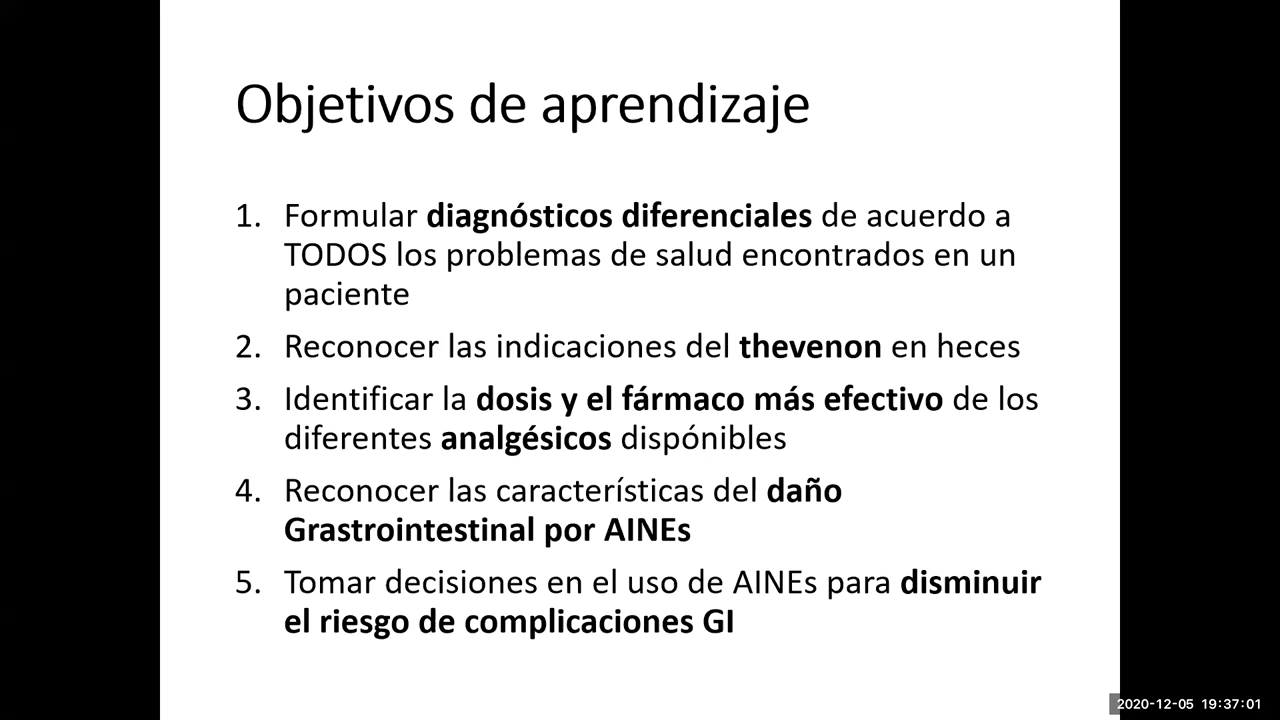 Objetivos de aprendizaje
1. Formular diagnósticos diferenciales de acuerdo a
TODOS los problemas de salud encontrados en un
paciente
2. Reconocer las indicaciones del thevenon en heces
3. Identificar la dosis y el fármaco más efectivo de los
diferentes analgésicos dispónibles
4. Reconocer las características del daño
Grastrointestinal por AINEs
5. Tomar decisiones en el uso de AINEs para disminuir
el riesgo de complicaciones GI
2020-12-05 19:37:01